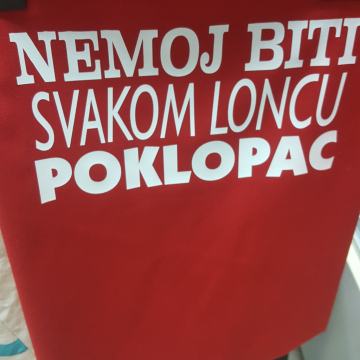 NEMOJ BITI
SVAKOM LONCU
POKLOPAC